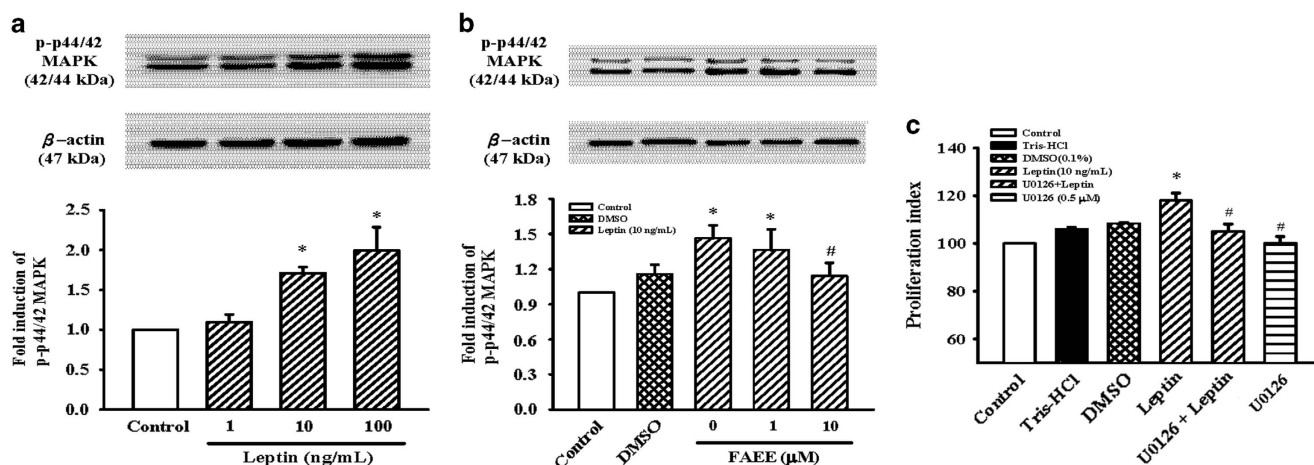 a
p-p44/42
MAPK
(42/44 kDa)
β-actin
(47 kDa)
Fold induction of
p-p44/42 MAPK
2.5
2.0
1.5
1.0
0.5
0.0
Control 1 10 100
Leptin (ng/mL)
* *
b
p-p44/42
MAPK
(42/44 kDa)
β-actin
(47 kDa)
Fold induction of
p-p44/42 MAPK
1.8
1.5
1.2
0.9
0.6
0.3
0.0
Control
DMSO
Leptin (10 ng/mL)
* * #
Control DMSO 0 1 10
FAEE (μM)
c
Control
Tris-HCl
DMSO(0.1%)
Leptin(10 ng/mL)
U0126+Leptin
U0126 (0.5 μM)
Proliferation index
140
120
100
80
60
* # #
Control Tris-HCl DMSO Leptin U0126 + Leptin U0126